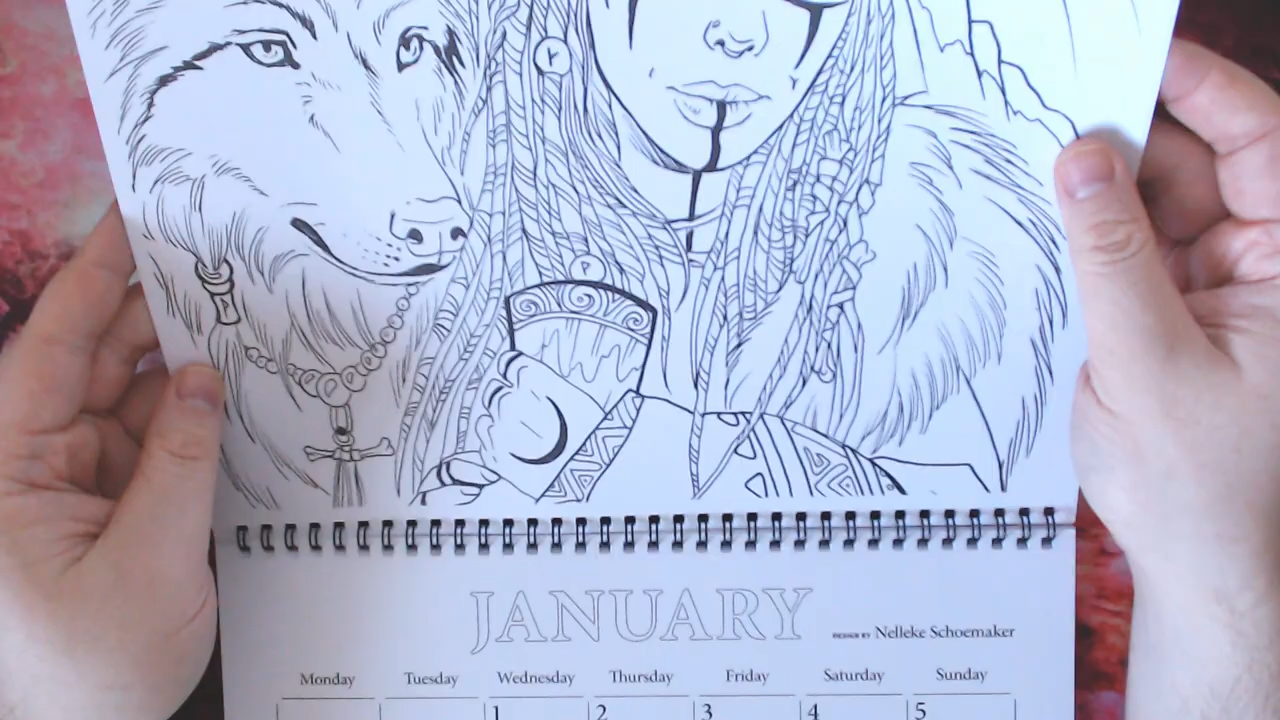 JANUARY
DESIGN BY Nelleke Schoemaker
Monday Tuesday Wednesday Thursday Friday Saturday Sunday
1 2 3 4 5